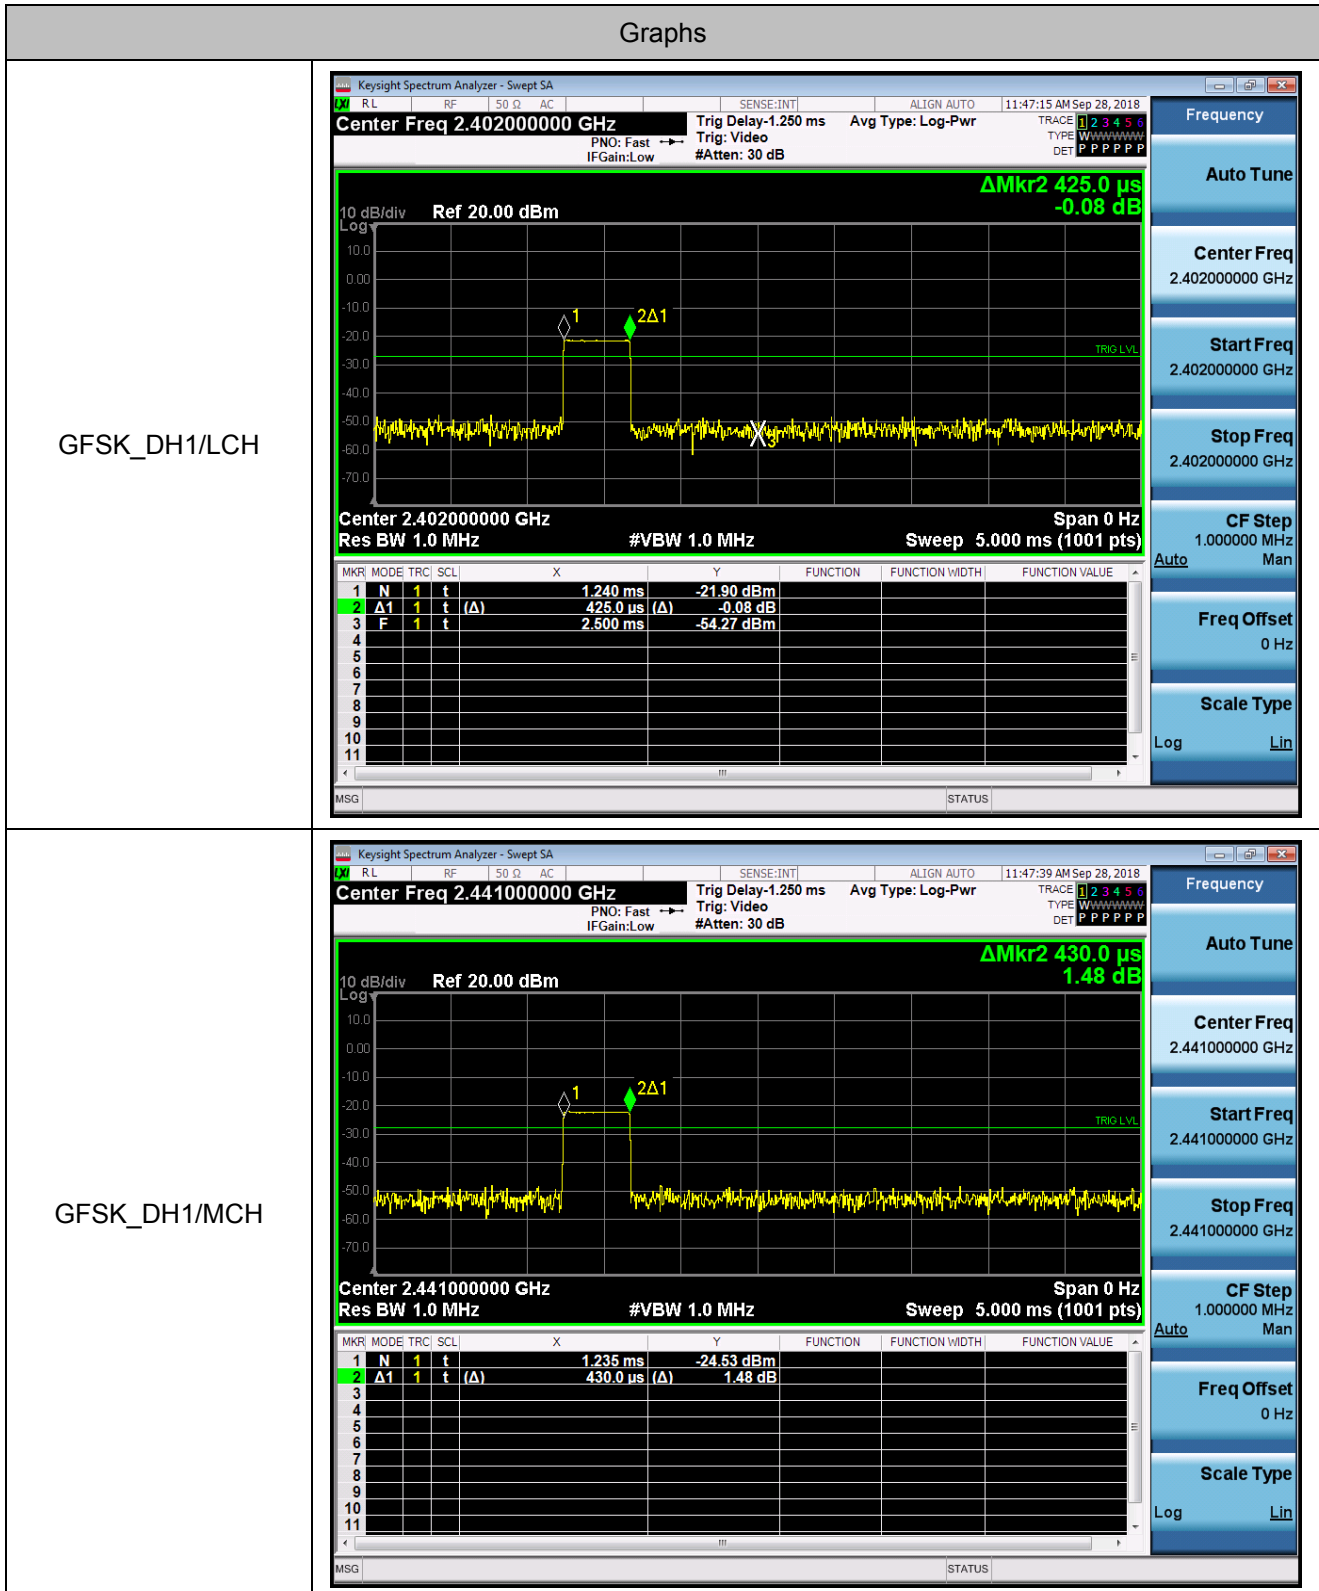 Graphs
GFSK_DH1/LCH
Keysight Spectrum Analyzer - Swept SA
LXI RL RF 50 Ω AC SENSE:INT ALIGN AUTO 11:47:15 AM Sep 28, 2018
Center Freq 2.402000000 GHz Trig Delay-1.250 ms Avg Type: Log-Pwr TRACE 1 2 3 4 5 6
PNO: Fast Trig: Video TYPE WWWWWW
IFGain:Low #Atten: 30 dB DET P P P P P P
ΔMkr2 425.0 µs
-0.08 dB
10 dB/div Ref 20.00 dBm
Log
10.0
0.00
-10.0
-20.0
-30.0
-40.0
-50.0
-60.0
-70.0
1
2Δ1
TRIG LVL
3
Center 2.402000000 GHz Span 0 Hz
Res BW 1.0 MHz #VBW 1.0 MHz Sweep 5.000 ms (1001 pts)
MKR MODE TRC SCL X Y FUNCTION FUNCTION WIDTH FUNCTION VALUE
1 N 1 t 1.240 ms -21.90 dBm
2 Δ1 1 t (Δ) 425.0 µs (Δ) -0.08 dB
3 F 1 t 2.500 ms -54.27 dBm
4
5
6
7
8
9
10
11
MSG STATUS
Frequency
Auto Tune
Center Freq
2.402000000 GHz
Start Freq
2.402000000 GHz
Stop Freq
2.402000000 GHz
CF Step
1.000000 MHz
Auto Man
Freq Offset
0 Hz
Scale Type
Log Lin
GFSK_DH1/MCH
Keysight Spectrum Analyzer - Swept SA
LXI RL RF 50 Ω AC SENSE:INT ALIGN AUTO 11:47:39 AM Sep 28, 2018
Center Freq 2.441000000 GHz Trig Delay-1.250 ms Avg Type: Log-Pwr TRACE 1 2 3 4 5 6
PNO: Fast Trig: Video TYPE WWWWWW
IFGain:Low #Atten: 30 dB DET P P P P P P
ΔMkr2 430.0 µs
1.48 dB
10 dB/div Ref 20.00 dBm
Log
10.0
0.00
-10.0
-20.0
-30.0
-40.0
-50.0
-60.0
-70.0
1
2Δ1
TRIG LVL
Center 2.441000000 GHz Span 0 Hz
Res BW 1.0 MHz #VBW 1.0 MHz Sweep 5.000 ms (1001 pts)
MKR MODE TRC SCL X Y FUNCTION FUNCTION WIDTH FUNCTION VALUE
1 N 1 t 1.235 ms -24.53 dBm
2 Δ1 1 t (Δ) 430.0 µs (Δ) 1.48 dB
3
4
5
6
7
8
9
10
11
MSG STATUS
Frequency
Auto Tune
Center Freq
2.441000000 GHz
Start Freq
2.441000000 GHz
Stop Freq
2.441000000 GHz
CF Step
1.000000 MHz
Auto Man
Freq Offset
0 Hz
Scale Type
Log Lin